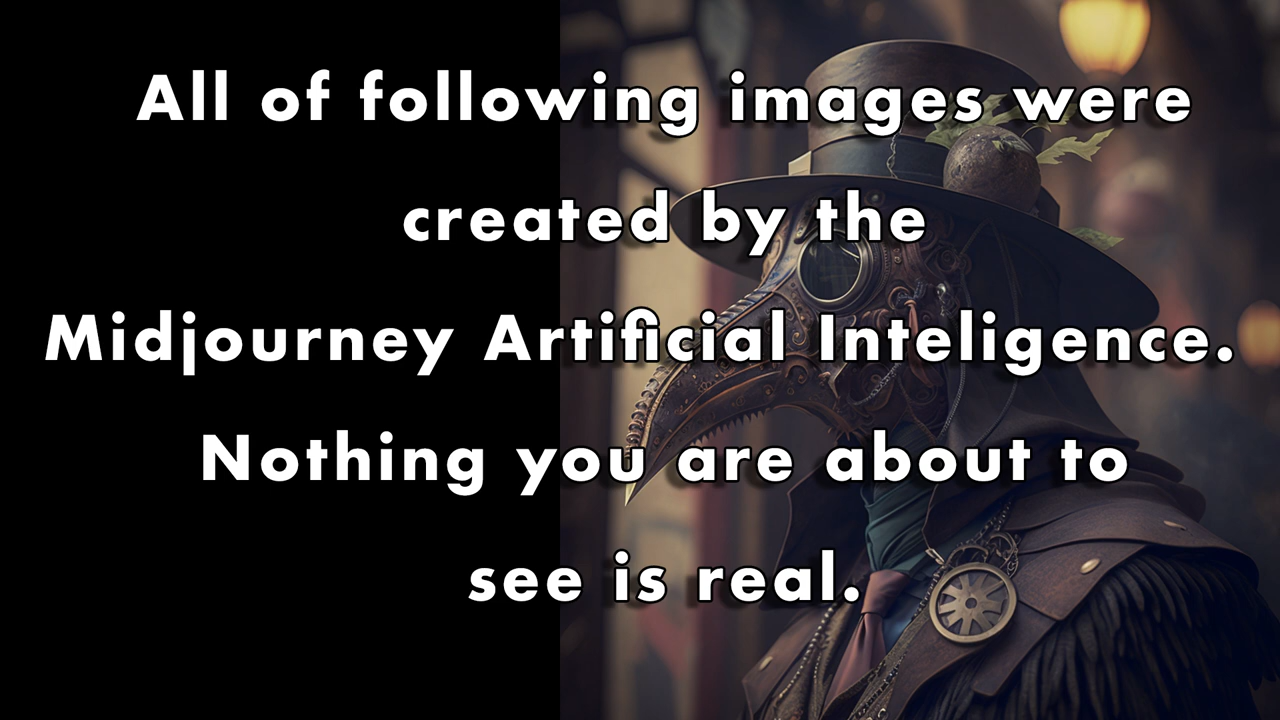 All of following images were
created by the
Midjourney Artificial Inteligence.
Nothing you are about to
see is real.